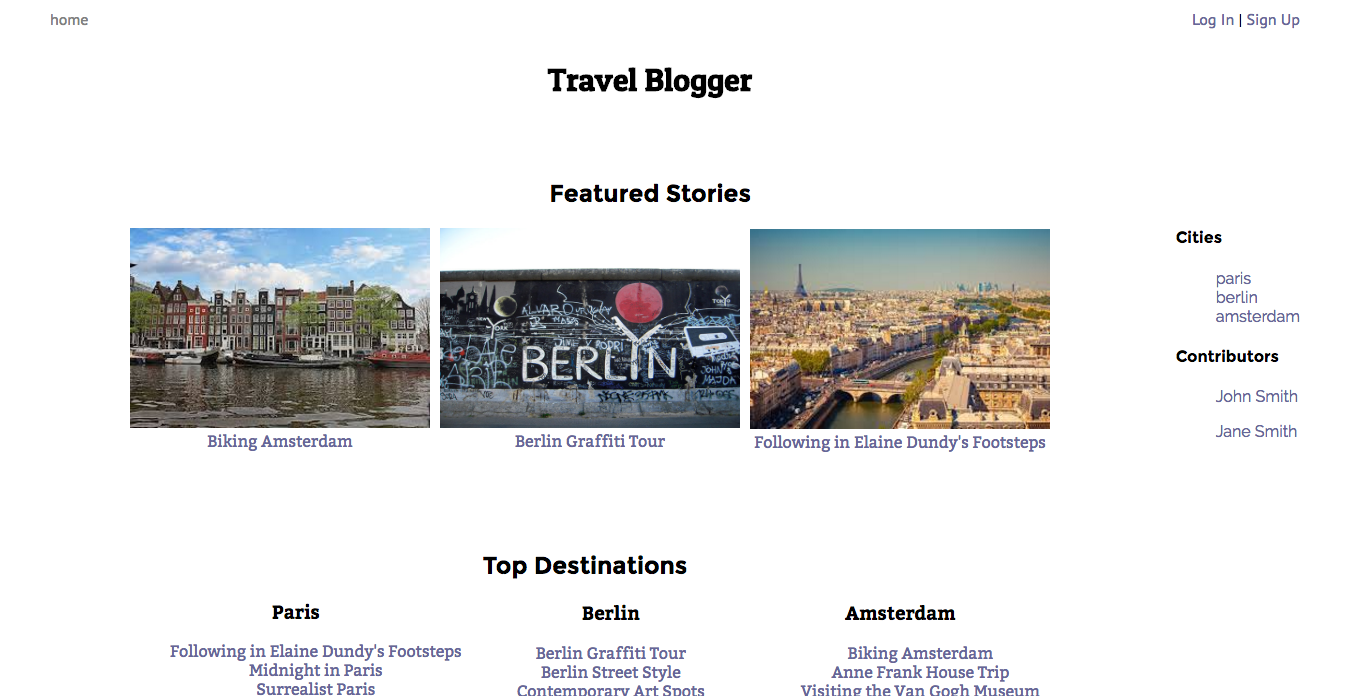 home
Log In | Sign Up
Travel Blogger
Featured Stories
BERLIN
Biking Amsterdam
Berlin Graffiti Tour
Following in Elaine Dundy's Footsteps
Cities
paris
berlin
amsterdam
Contributors
John Smith
Jane Smith
Top Destinations
Paris
Following in Elaine Dundy's Footsteps
Midnight in Paris
Surrealist Paris
Berlin
Berlin Graffiti Tour
Berlin Street Style
Contemporary Art Spots
Amsterdam
Biking Amsterdam
Anne Frank House Trip
Visiting the Van Gogh Museum